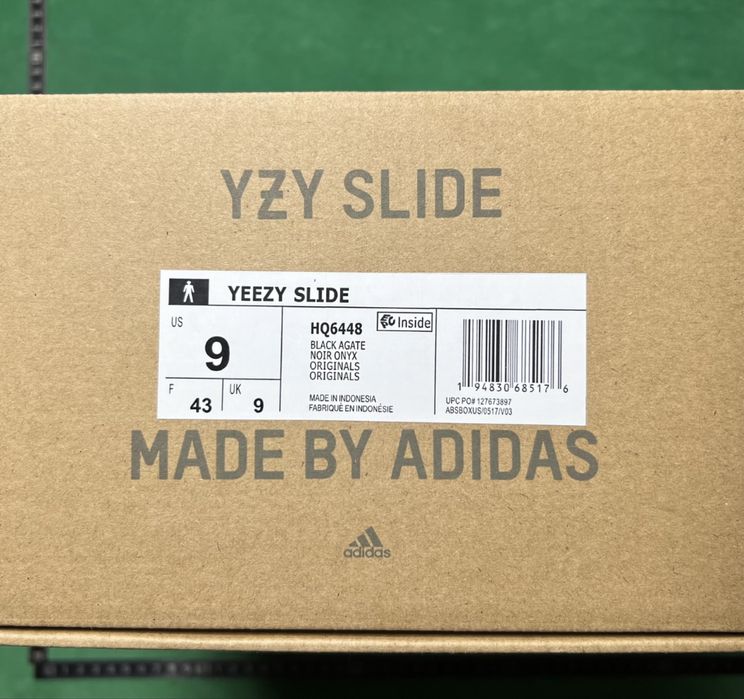 YZY SLIDE
YEEZY SLIDE
US
9
F
43
UK
9
HQ6448
Inside
BLACK AGATE
NOIR ONYX
ORIGINALS
ORIGINALS
MADE IN INDONESIA
FABRIQUÉ EN INDONÉSIE
1 94830 68517 6
UPC PO# 127673897
ABSBOXUS/0517/V03
MADE BY ADIDAS
adidas